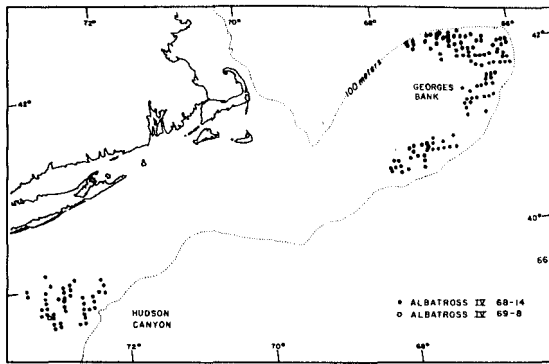 72°
70°
68°
66°
42°
42°
100 meters
GEORGES
BANK
40°
66
HUDSON
CANYON
• ALBATROSS IV 68-14
○ ALBATROSS IV 69-8
72°
70°
68°